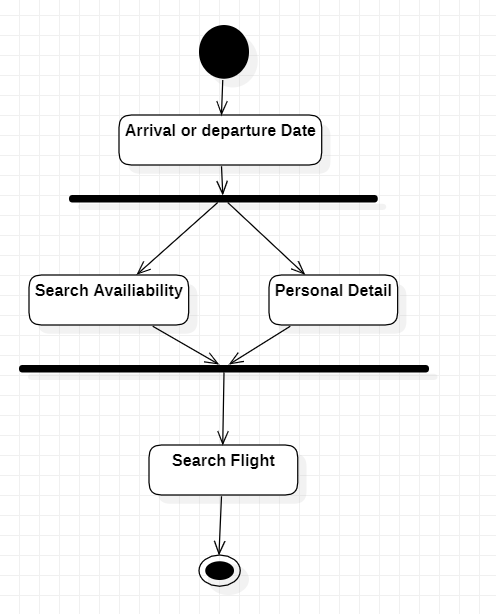 Arrival or departure Date
Search Availiability
Personal Detail
Search Flight